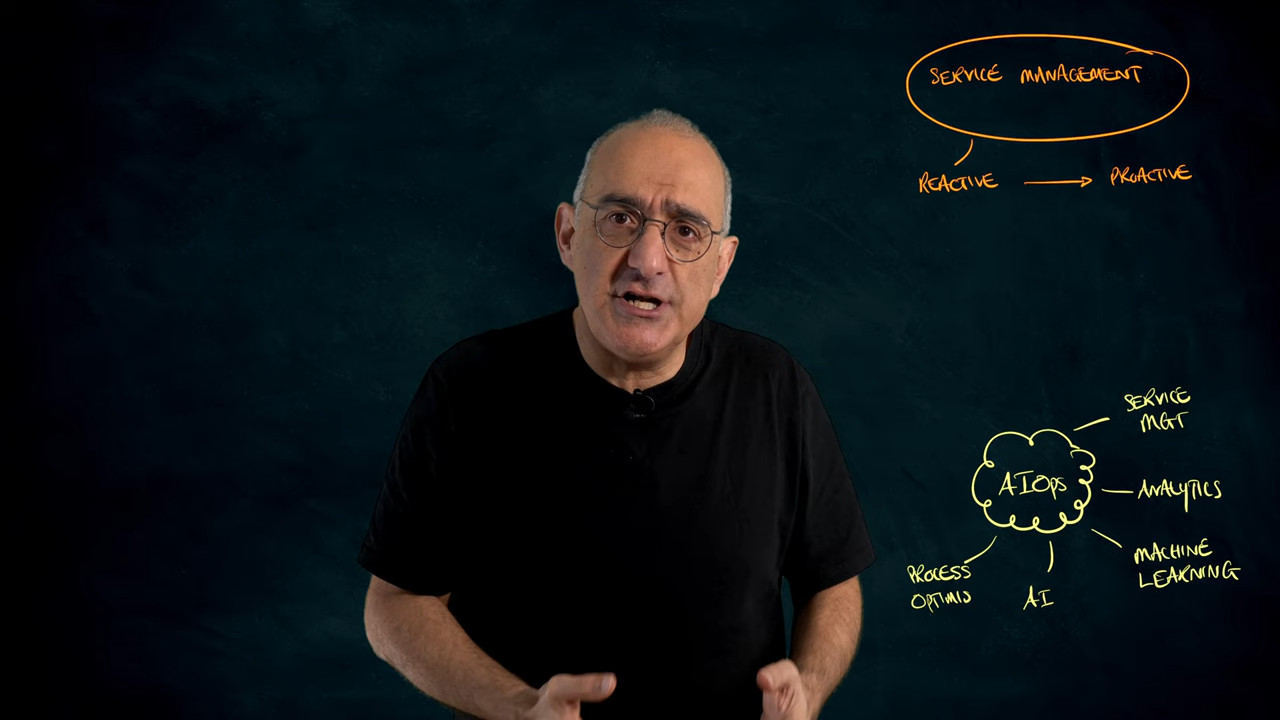 SERVICE MANAGEMENT
REACTIVE → PROACTIVE
SERVICE
MGT
AIOps
ANALYTICS
MACHINE
LEARNING
PROCESS
OPTIMIS
AI